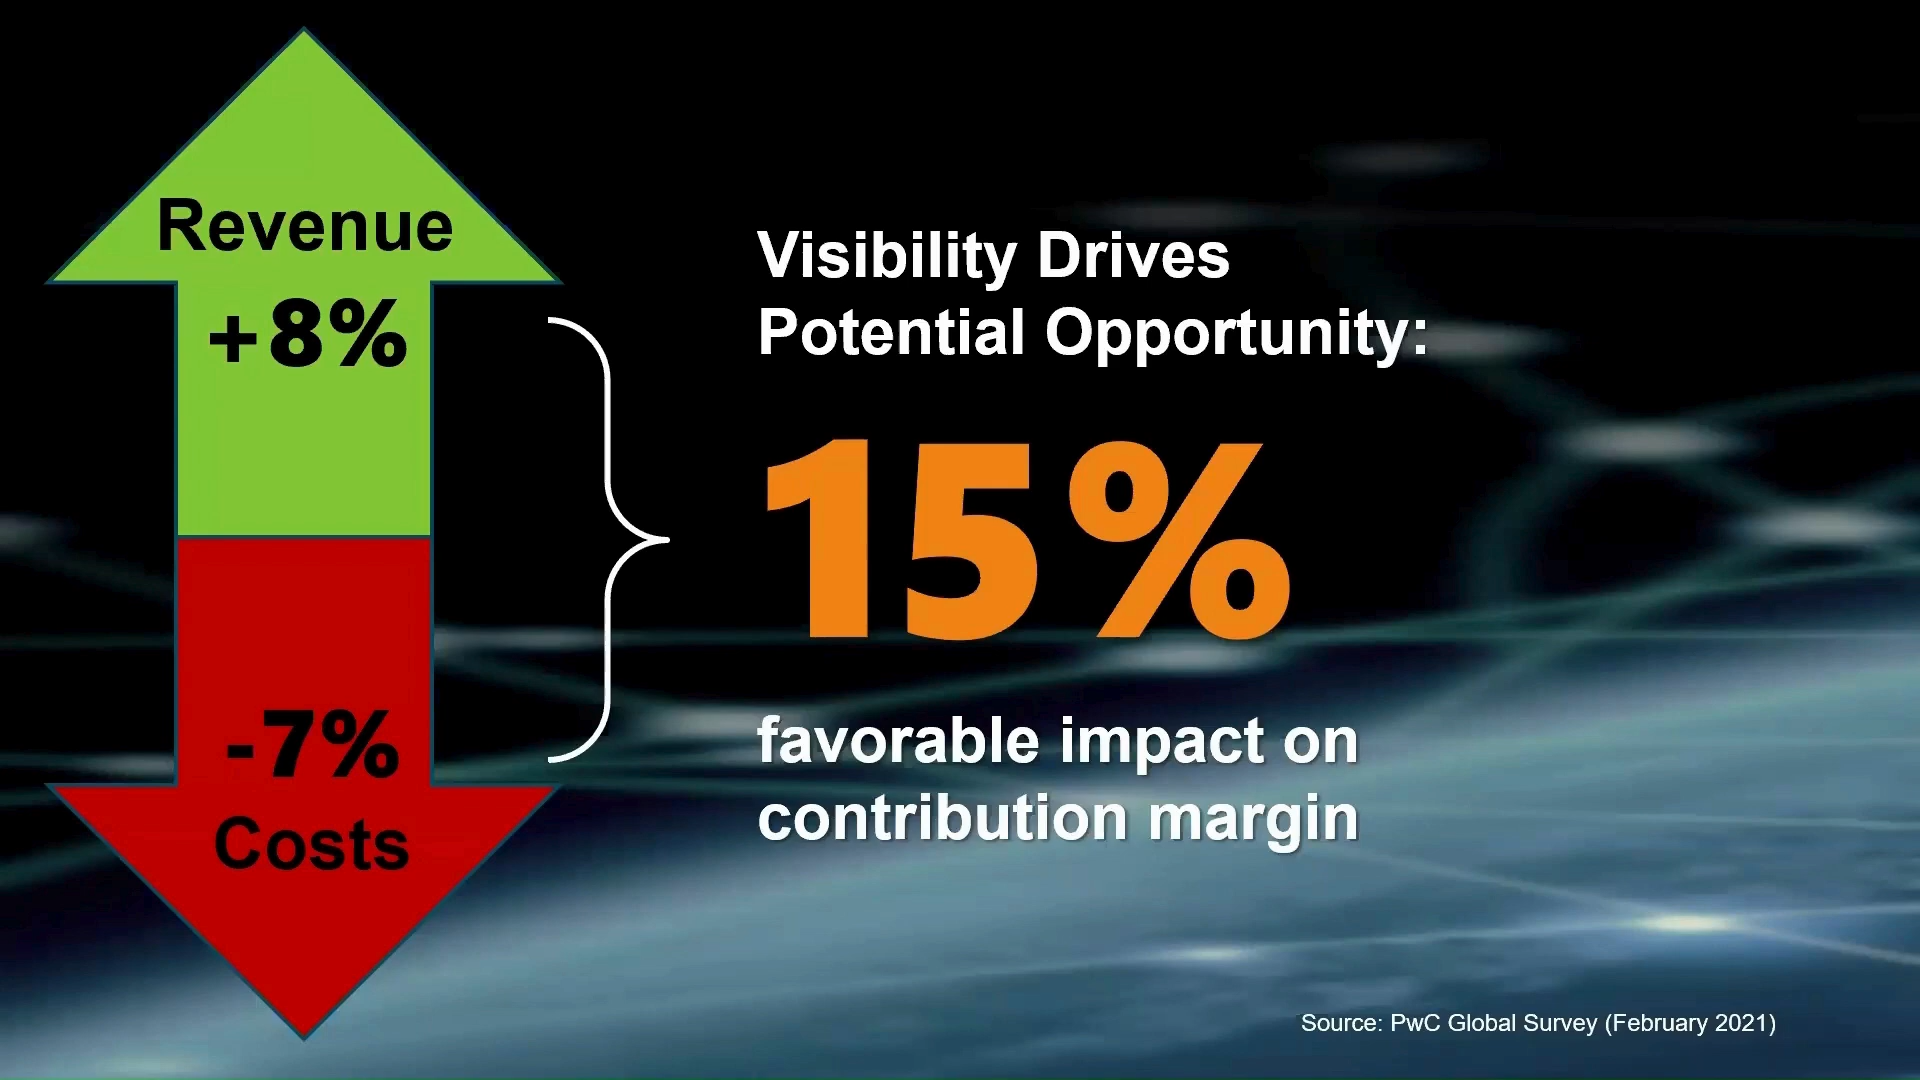 Revenue
+8%
-7%
Costs
Visibility Drives
Potential Opportunity:
15%
favorable impact on
contribution margin
Source: PwC Global Survey (February 2021)